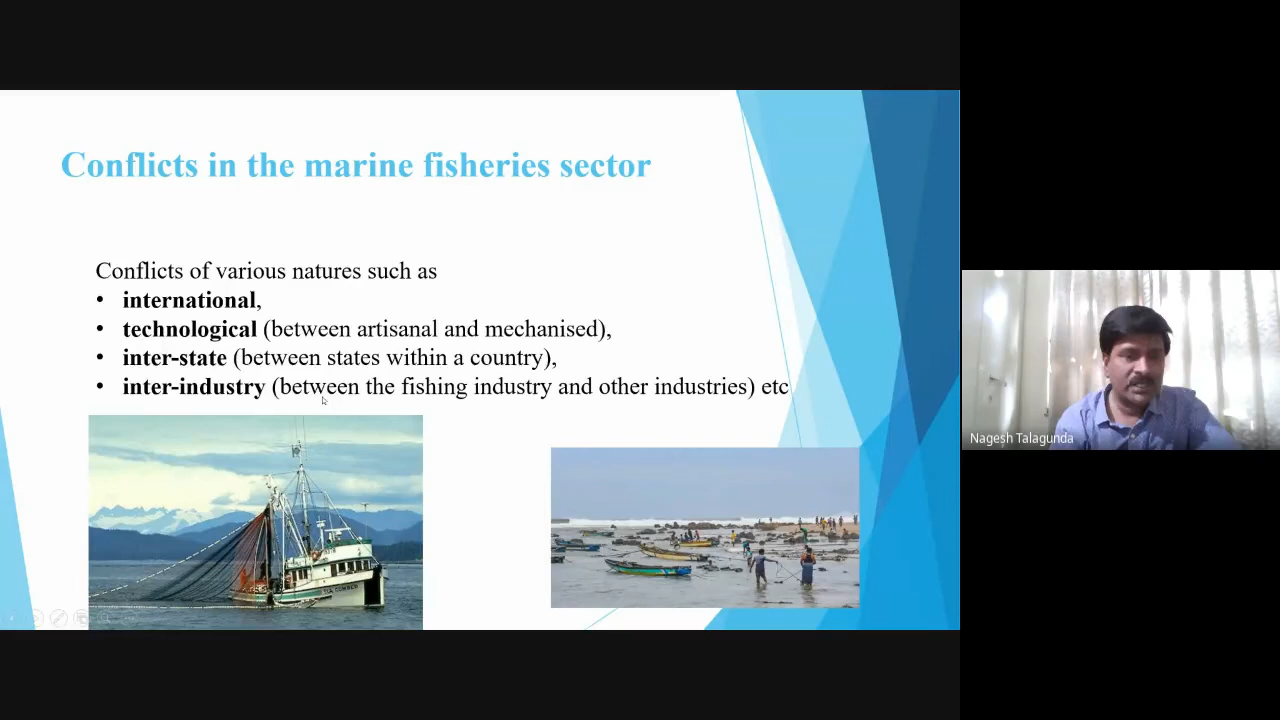 Conflicts in the marine fisheries sector
Conflicts of various natures such as
• international,
• technological (between artisanal and mechanised),
• inter-state (between states within a country),
• inter-industry (between the fishing industry and other industries) etc
Nagesh Talagunda